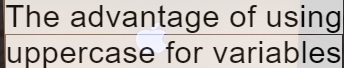 The advantage of using
uppercase for variables